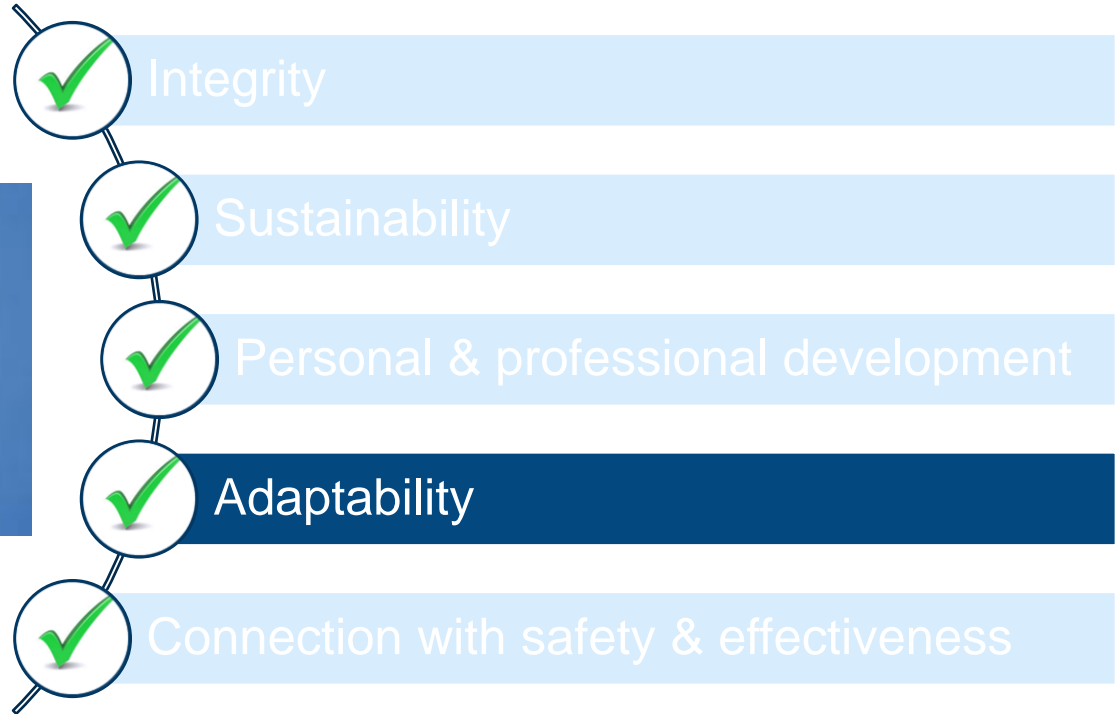 Integrity
Sustainability
Personal & professional development
Adaptability
Connection with safety & effectiveness